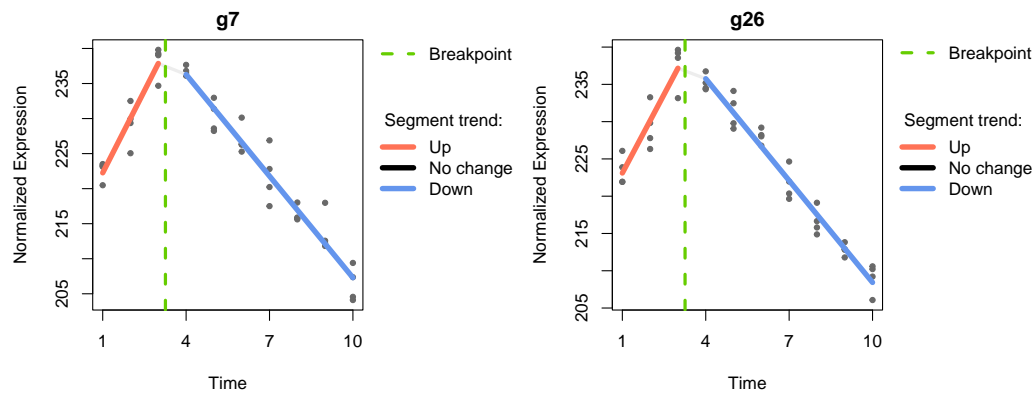 g7
Normalized Expression
205
215
225
235
1
4
7
10
Time
Breakpoint
Segment trend:
Up
No change
Down
g26
Normalized Expression
205
215
225
235
1
4
7
10
Time
Breakpoint
Segment trend:
Up
No change
Down